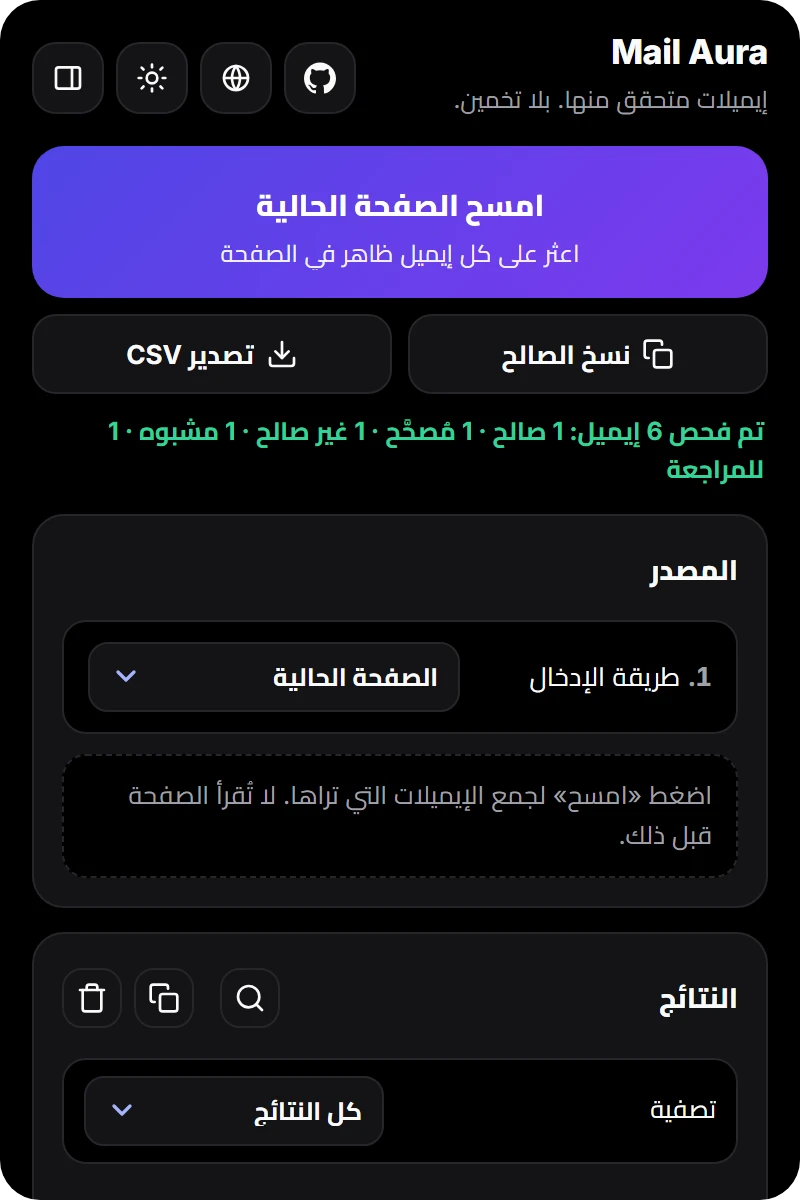 Mail Aura
إيميلات متحقق منها. بلا تخمين.
امسح الصفحة الحالية
اعثر على كل إيميل ظاهر في الصفحة
نسخ الصالح
تصدير CSV
تم فحص 6 إيميل: 1 صالح · 1 مُصحَّح · 1 غير صالح · 1 مشبوه · 1
للمراجعة
المصدر
1. طريقة الإدخال
الصفحة الحالية
اضغط «امسح» لجمع الإيميلات التي تراها. لا تُقرأ الصفحة
قبل ذلك.
النتائج
تصفية
كل النتائج